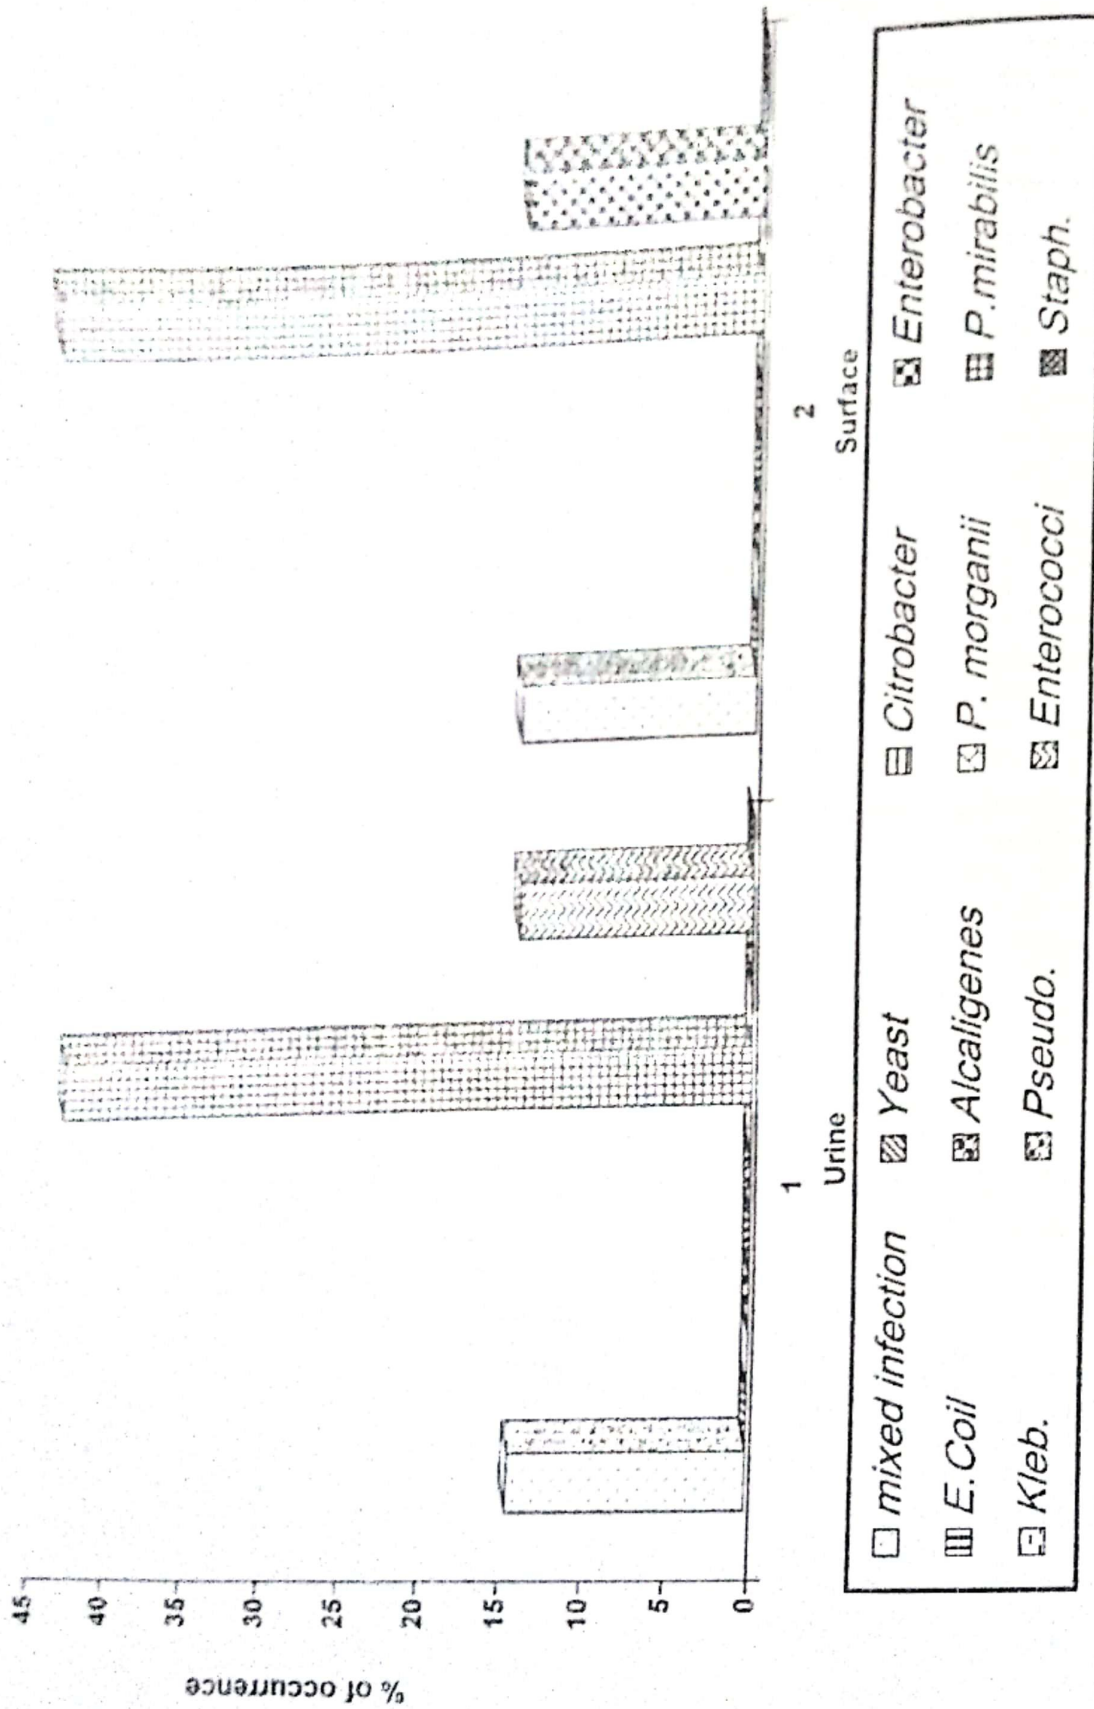 % of occurrence
45
40
35
30
25
20
15
10
5
0
1 2
Urine Surface
mixed infection Yeast Citrobacter Enterobacter
E.Coil Alcaligenes P. morganii P.mirabilis
Kleb. Pseudo. Enterococci Staph.